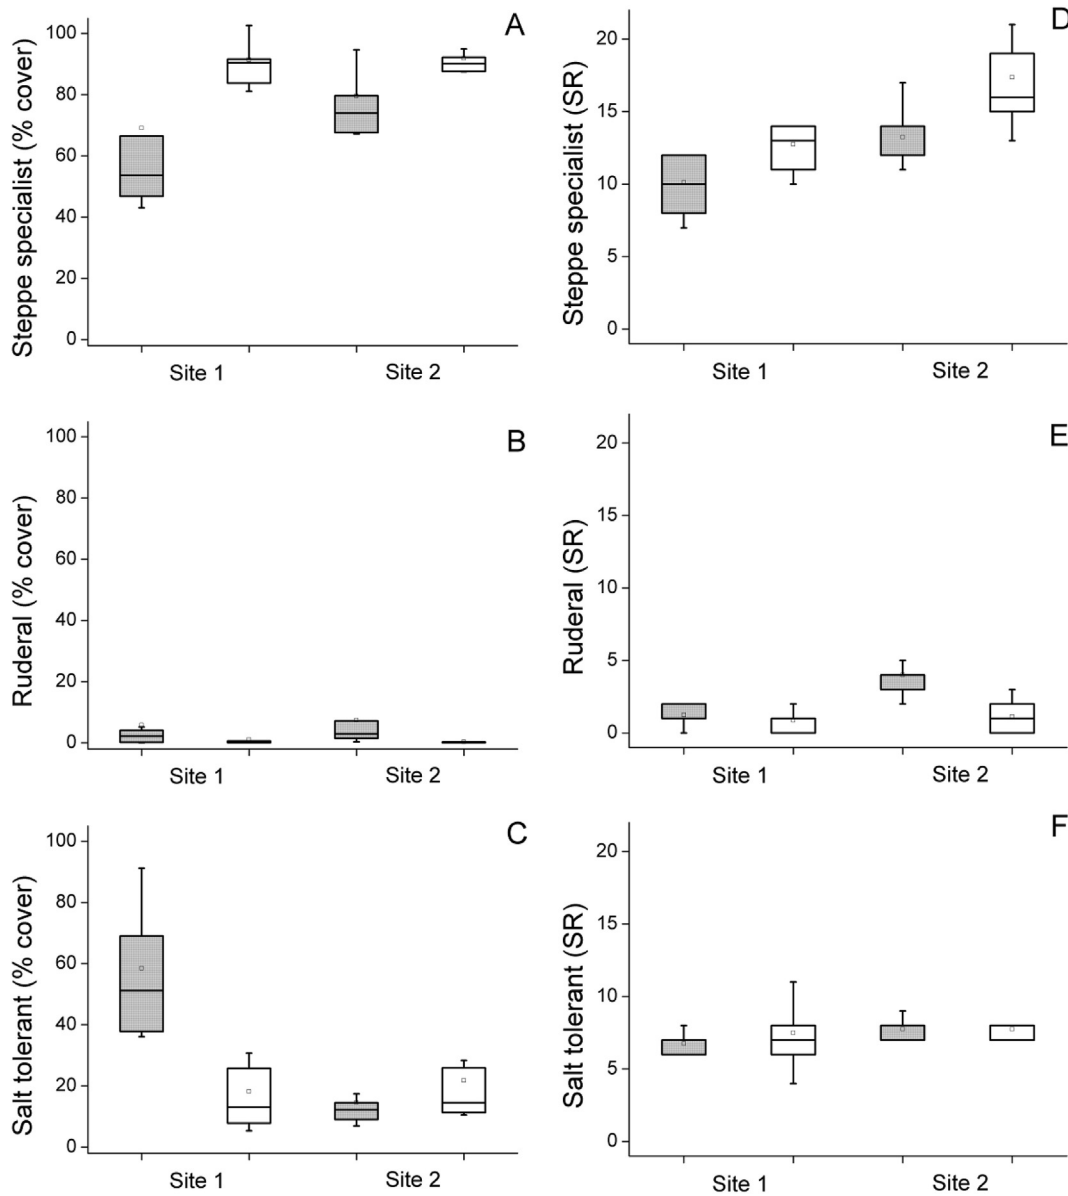 A
Steppe specialist (% cover)
100
80
60
40
20
0
Site 1 Site 2
D
Steppe specialist (SR)
20
15
10
5
0
Site 1 Site 2
B
Ruderal (% cover)
100
80
60
40
20
0
Site 1 Site 2
E
Ruderal (SR)
20
15
10
5
0
Site 1 Site 2
C
Salt tolerant (% cover)
100
80
60
40
20
0
Site 1 Site 2
F
Salt tolerant (SR)
20
15
10
5
0
Site 1 Site 2